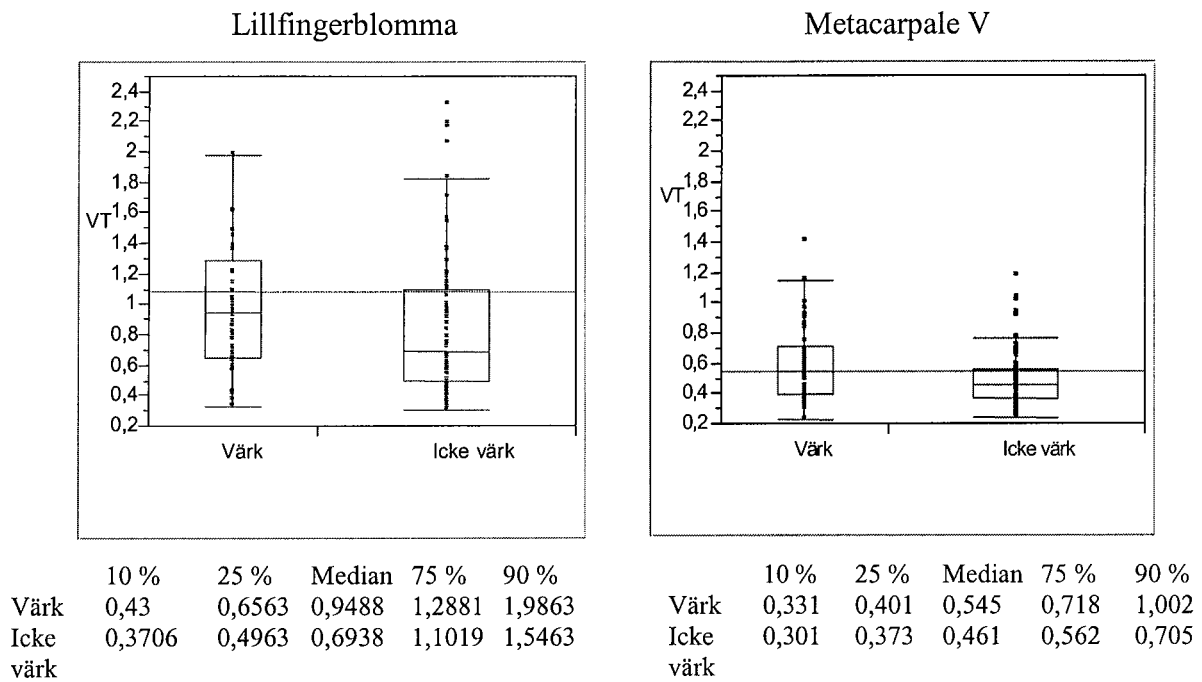 Lillfingerblomma
2,4
2,2
2
1,8
VT 1,6
1,4
1,2
1
0,8
0,6
0,4
0,2
Värk Icke värk
10 % 25 % Median 75 % 90 %
Värk 0,43 0,6563 0,9488 1,2881 1,9863
Icke 0,3706 0,4963 0,6938 1,1019 1,5463
värk
Metacarpale V
2,4
2,2
2
1,8
VT 1,6
1,4
1,2
1
0,8
0,6
0,4
0,2
Värk Icke värk
10 % 25 % Median 75 % 90 %
Värk 0,331 0,401 0,545 0,718 1,002
Icke 0,301 0,373 0,461 0,562 0,705
värk